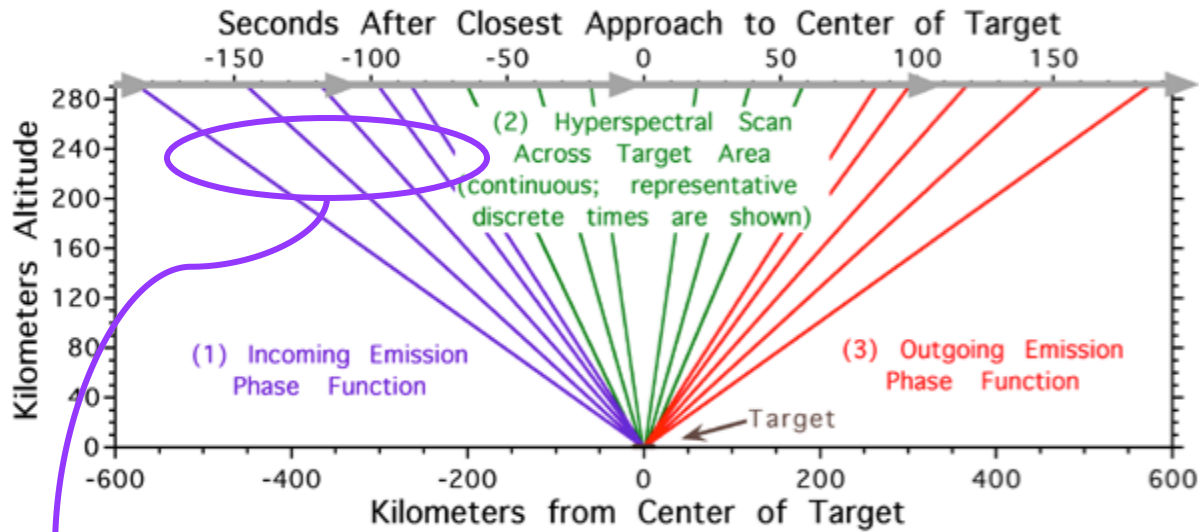 Seconds After Closest Approach to Center of Target
-150 -100 -50 0 50 100 150
280
240
200
160
120
80
40
0
Kilometers Altitude
(2) Hyperspectral Scan
Across Target Area
(continuous; representative
discrete times are shown)
(1) Incoming Emission
Phase Function
(3) Outgoing Emission
Phase Function
Target
-600 -400 -200 0 200 400 600
Kilometers from Center of Target